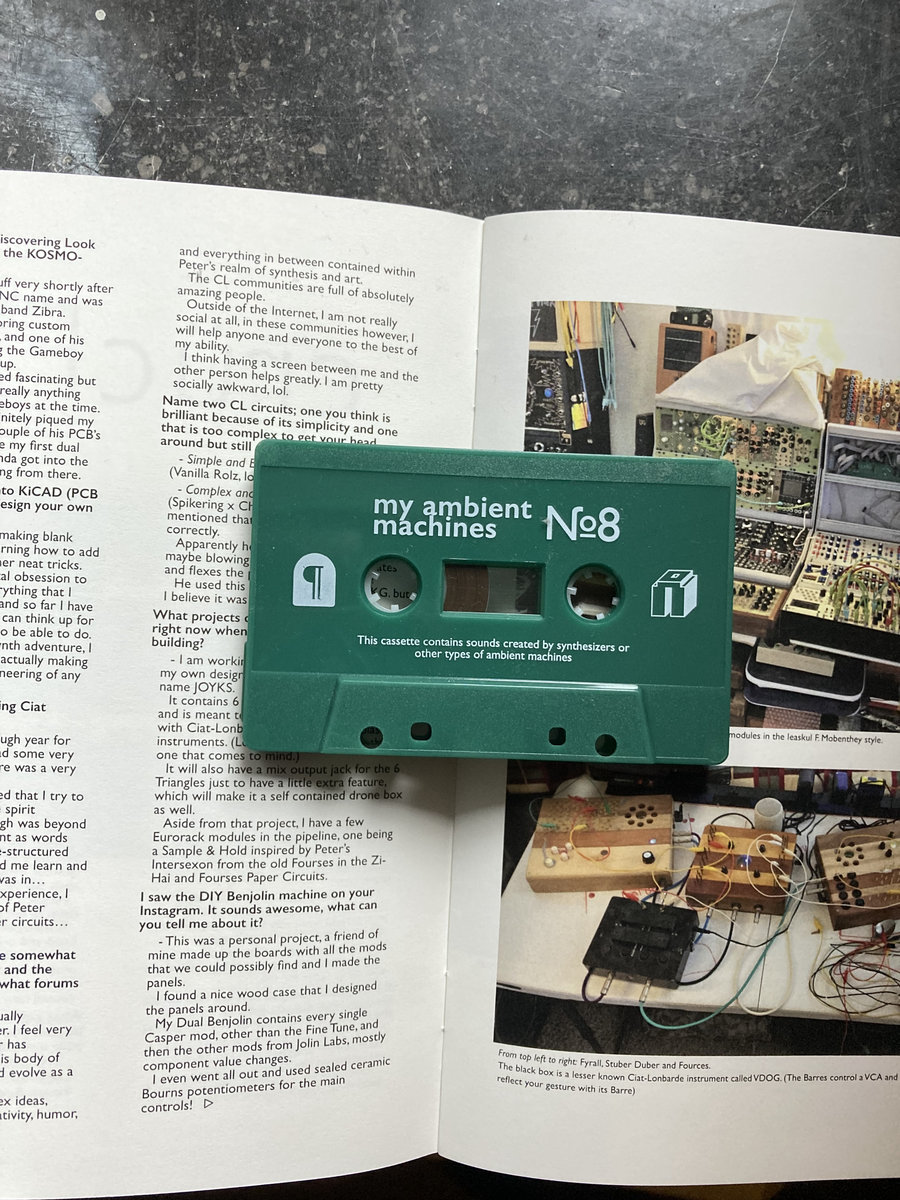 iscovering Look
the KOSMO-
uff very shortly after
NC name and was
band Zibra.
oring custom
, and one of his
g the Gameboy
up.
ed fascinating but
really anything
eboys at the time.
nitely piqued my
ouple of his PCB's
e my first dual
nda got into the
ng from there.
nto KiCAD (PCB
esign your own
making blank
rning how to add
er neat tricks.
al obsession to
rything that I
and so far I have
can think up for
o be able to do.
nth adventure, I
actually making
neering of any
ing Ciat
ugh year for
nd some very
re was a very
ed that I try to
e spirit
gh was beyond
nt as words
e-structured
d me learn and
was in...
xperience, I
of Peter
r circuits...
e somewhat
and the
what forums
ually
er. I feel very
r has
is body of
d evolve as a
ex ideas,
ativity, humor,
and everything in between contained within
Peter's realm of synthesis and art.
The CL communities are full of absolutely
amazing people.
Outside of the Internet, I am not really
social at all, in these communities however, I
will help anyone and everyone to the best of
my ability.
I think having a screen between me and the
other person helps greatly. I am pretty
socially awkward, lol.
Name two CL circuits; one you think is
brilliant because of its simplicity and one
that is too complex to get your head
around but still
- Simple and B
(Vanilla Rolz, lo
- Complex and
(Spikering x Ch
mentioned that
correctly.
Apparently he
maybe blowing
and flexes the
He used this
I believe it was
What projects
right now when
building?
- I am workin
my own design
name JOYKS.
It contains 6
and is meant to
with Ciat-Lonb
instruments. (L
one that comes to mind.)
It will also have a mix output jack for the 6
Triangles just to have a little extra feature,
which will make it a self contained drone box
as well.
Aside from that project, I have a few
Eurorack modules in the pipeline, one being
a Sample & Hold inspired by Peter's
Intersexon from the old Fourses in the Zi-
Hai and Fourses Paper Circuits.
I saw the DIY Benjolin machine on your
Instagram. It sounds awesome, what can
you tell me about it?
- This was a personal project, a friend of
mine made up the boards with all the mods
that we could possibly find and I made the
panels.
I found a nice wood case that I designed
the panels around.
My Dual Benjolin contains every single
Casper mod, other than the Fine Tune, and
then the other mods from Jolin Labs, mostly
component value changes.
I even went all out and used sealed ceramic
Bourns potentiometers for the main
controls! ▷
my ambient
machines №8
¶
ates
G. but
This cassette contains sounds created by synthesizers or
other types of ambient machines
modules in the leaskul F. Mobenthey style.
From top left to right: Fyrall, Stuber Duber and Fources.
The black box is a lesser known Ciat-Lonbarde instrument called VDOG. (The Barres control a VCA and
reflect your gesture with its Barre)